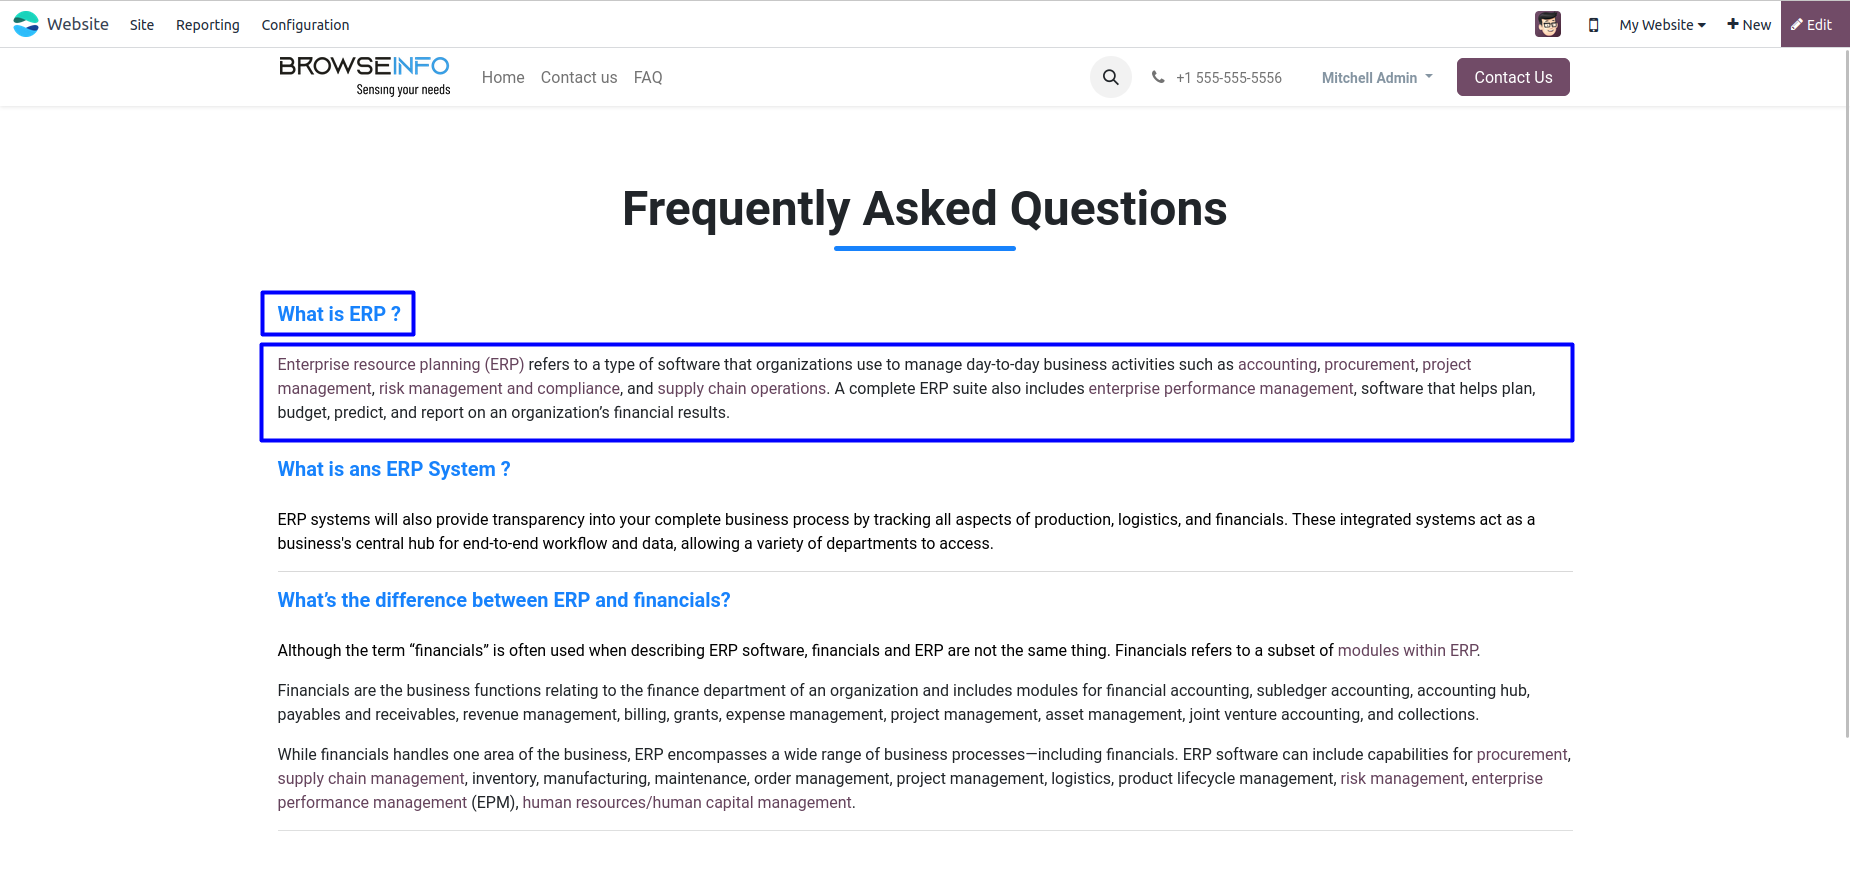 Website Site Reporting Configuration My Website New Edit
BROWSEINFO
Sensing your needs
Home Contact us FAQ +1 555-555-5556 Mitchell Admin Contact Us
Frequently Asked Questions
What is ERP ?
Enterprise resource planning (ERP) refers to a type of software that organizations use to manage day-to-day business activities such as accounting, procurement, project
management, risk management and compliance, and supply chain operations. A complete ERP suite also includes enterprise performance management, software that helps plan,
budget, predict, and report on an organization’s financial results.
What is ans ERP System ?
ERP systems will also provide transparency into your complete business process by tracking all aspects of production, logistics, and financials. These integrated systems act as a
business's central hub for end-to-end workflow and data, allowing a variety of departments to access.
What’s the difference between ERP and financials?
Although the term “financials” is often used when describing ERP software, financials and ERP are not the same thing. Financials refers to a subset of modules within ERP.
Financials are the business functions relating to the finance department of an organization and includes modules for financial accounting, subledger accounting, accounting hub,
payables and receivables, revenue management, billing, grants, expense management, project management, asset management, joint venture accounting, and collections.
While financials handles one area of the business, ERP encompasses a wide range of business processes—including financials. ERP software can include capabilities for procurement,
supply chain management, inventory, manufacturing, maintenance, order management, project management, logistics, product lifecycle management, risk management, enterprise
performance management (EPM), human resources/human capital management.